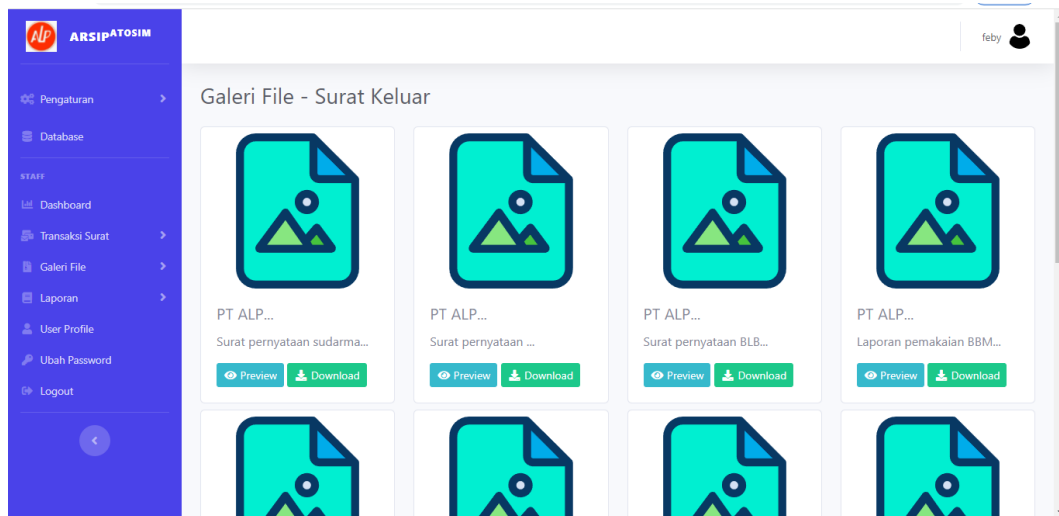 ALP ARSIP ATOSIM
feby
Pengaturan
Database
STAFF
Dashboard
Transaksi Surat
Galeri File
Laporan
User Profile
Ubah Password
Logout
Galeri File - Surat Keluar
PT ALP...
Surat pernyataan sudarma...
Preview Download
PT ALP...
Surat pernyataan ...
Preview Download
PT ALP...
Surat pernyataan BLB...
Preview Download
PT ALP...
Laporan pemakaian BBM...
Preview Download